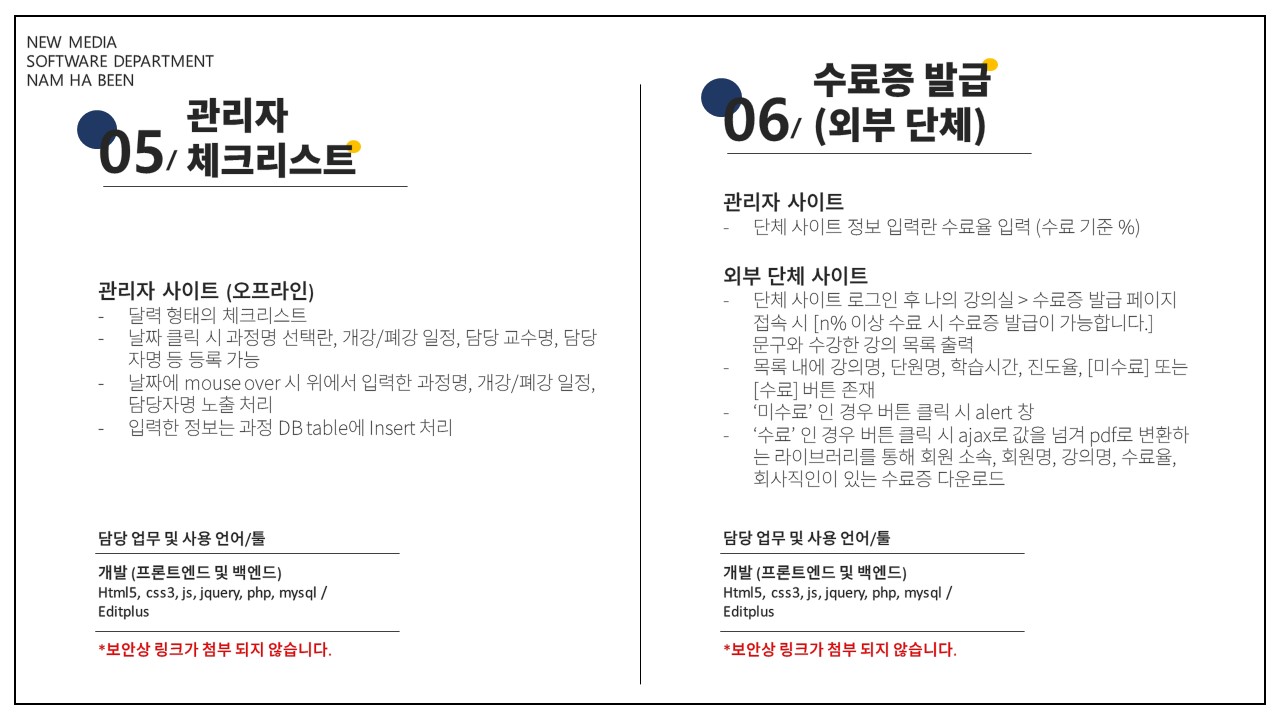 NEW MEDIA
SOFTWARE DEPARTMENT
NAM HA BEEN
관리자
05/ 체크리스트
관리자 사이트 (오프라인)
- 달력 형태의 체크리스트
- 날짜 클릭 시 과정명 선택란, 개강/폐강 일정, 담당 교수명, 담당
자명 등 등록 가능
- 날짜에 mouse over 시 위에서 입력한 과정명, 개강/폐강 일정,
담당자명 노출 처리
- 입력한 정보는 과정 DB table에 Insert 처리
담당 업무 및 사용 언어/툴
개발 (프론트엔드 및 백엔드)
Html5, css3, js, jquery, php, mysql /
Editplus
*보안상 링크가 첨부 되지 않습니다.
수료증 발급
06/ (외부 단체)
관리자 사이트
- 단체 사이트 정보 입력란 수료율 입력 (수료 기준 %)
외부 단체 사이트
- 단체 사이트 로그인 후 나의 강의실 > 수료증 발급 페이지
접속 시 [n% 이상 수료 시 수료증 발급이 가능합니다.]
문구와 수강한 강의 목록 출력
- 목록 내에 강의명, 단원명, 학습시간, 진도율, [미수료] 또는
[수료] 버튼 존재
- ‘미수료’ 인 경우 버튼 클릭 시 alert 창
- ‘수료’ 인 경우 버튼 클릭 시 ajax로 값을 넘겨 pdf로 변환하
는 라이브러리를 통해 회원 소속, 회원명, 강의명, 수료율,
회사직인이 있는 수료증 다운로드
담당 업무 및 사용 언어/툴
개발 (프론트엔드 및 백엔드)
Html5, css3, js, jquery, php, mysql /
Editplus
*보안상 링크가 첨부 되지 않습니다.